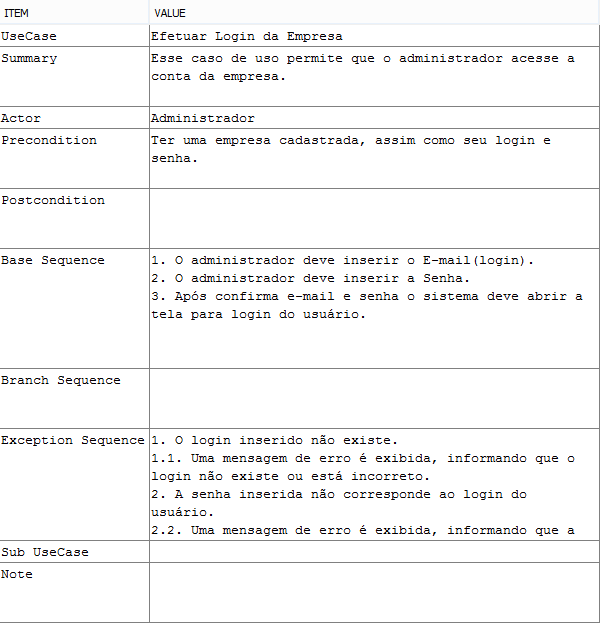 ITEM VALUE
UseCase Efetuar Login da Empresa
Summary Esse caso de uso permite que o administrador acesse a
conta da empresa.
Actor Administrador
Precondition Ter uma empresa cadastrada, assim como seu login e
senha.
Postcondition
Base Sequence 1. O administrador deve inserir o E-mail(login).
2. O administrador deve inserir a Senha.
3. Após confirma e-mail e senha o sistema deve abrir a
tela para login do usuário.
Branch Sequence
Exception Sequence 1. O login inserido não existe.
1.1. Uma mensagem de erro é exibida, informando que o
login não existe ou está incorreto.
2. A senha inserida não corresponde ao login do
usuário.
2.2. Uma mensagem de erro é exibida, informando que a
Sub UseCase
Note